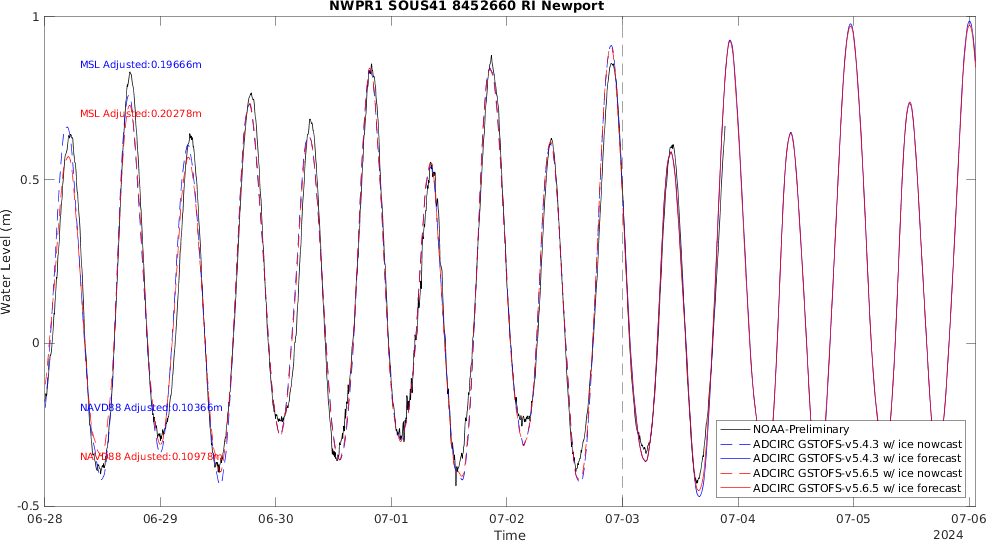 NWPR1 SOUS41 8452660 RI Newport
1
MSL Adjusted:0.19666m
MSL Adjusted:0.20278m
0.5
Water Level (m)
0
NAVD88 Adjusted:0.10366m
NAVD88 Adjusted:0.10978m
NOAA-Preliminary
ADCIRC GSTOFS-v5.4.3 w/ ice nowcast
ADCIRC GSTOFS-v5.4.3 w/ ice forecast
ADCIRC GSTOFS-v5.6.5 w/ ice nowcast
ADCIRC GSTOFS-v5.6.5 w/ ice forecast
-0.5
06-28 06-29 06-30 07-01 07-02 07-03 07-04 07-05 07-06
Time
2024